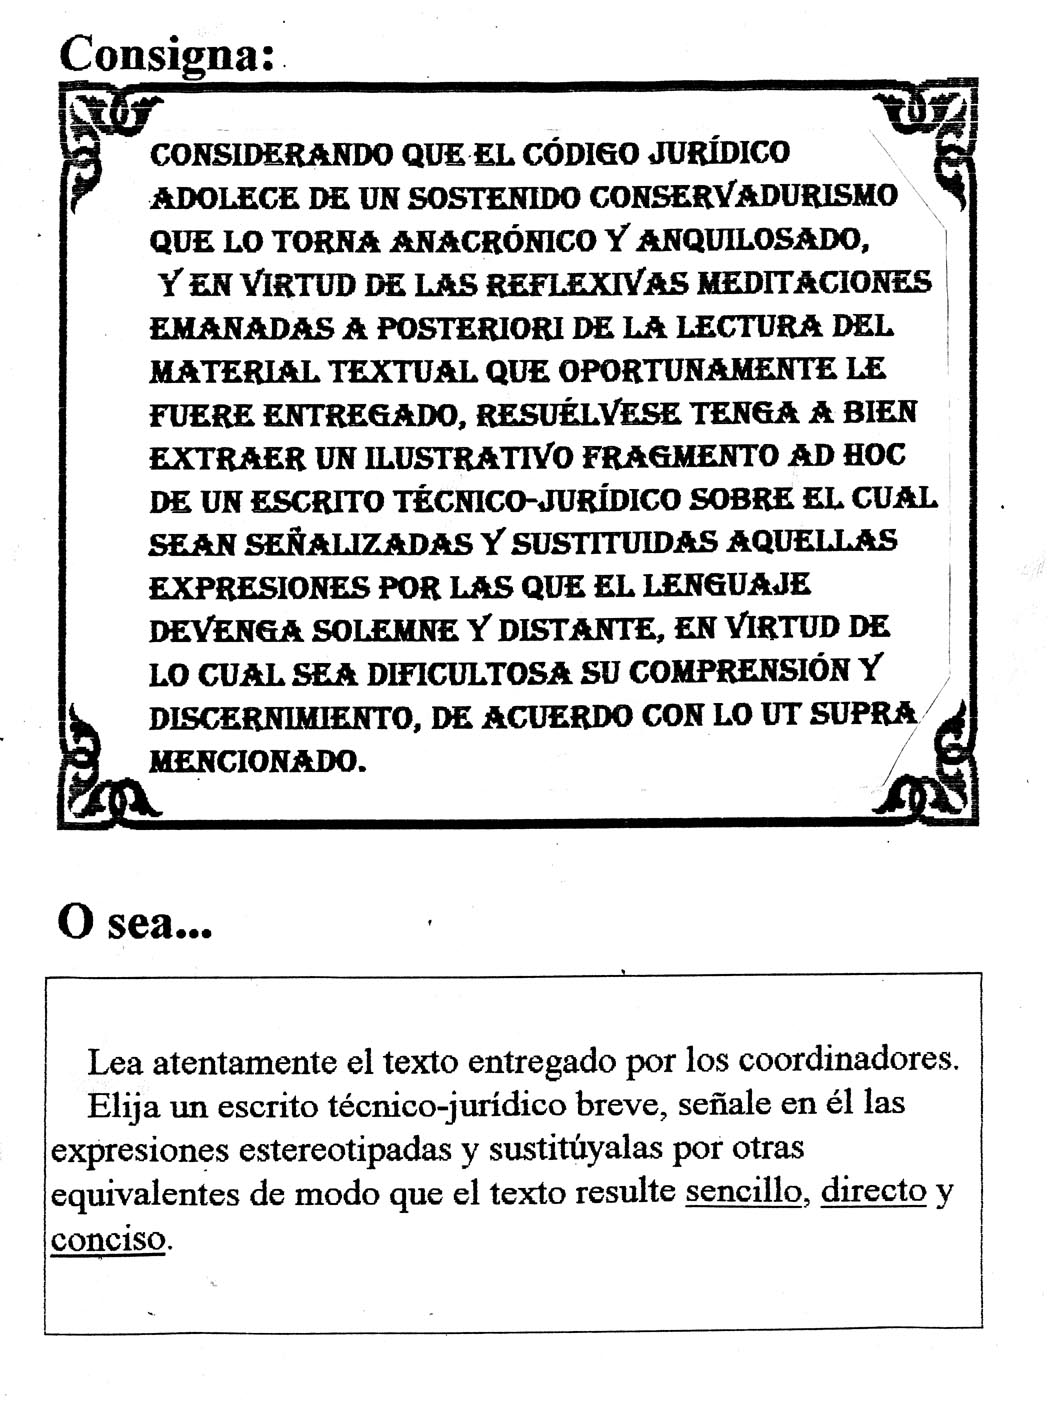 Consigna:
CONSIDERANDO QUE EL CÓDIGO JURÍDICO
ADOLECE DE UN SOSTENIDO CONSERVADURISMO
QUE LO TORNA ANACRÓNICO Y ANQUILOSADO,
Y EN VIRTUD DE LAS REFLEXIVAS MEDITACIONES
EMANADAS A POSTERIORI DE LA LECTURA DEL
MATERIAL TEXTUAL QUE OPORTUNAMENTE LE
FUERE ENTREGADO, RESUÉLVESE TENGA A BIEN
EXTRAER UN ILUSTRATIVO FRAGMENTO AD HOC
DE UN ESCRITO TÉCNICO-JURÍDICO SOBRE EL CUAL
SEAN SEÑALIZADAS Y SUSTITUIDAS AQUELLAS
EXPRESIONES POR LAS QUE EL LENGUAJE
DEVENGA SOLEMNE Y DISTANTE, EN VIRTUD DE
LO CUAL SEA DIFICULTOSA SU COMPRENSIÓN Y
DISCERNIMIENTO, DE ACUERDO CON LO UT SUPRA
MENCIONADO.
O sea...
Lea atentamente el texto entregado por los coordinadores.
Elija un escrito técnico-jurídico breve, señale en él las
expresiones estereotipadas y sustitúyalas por otras
equivalentes de modo que el texto resulte sencillo, directo y
conciso.